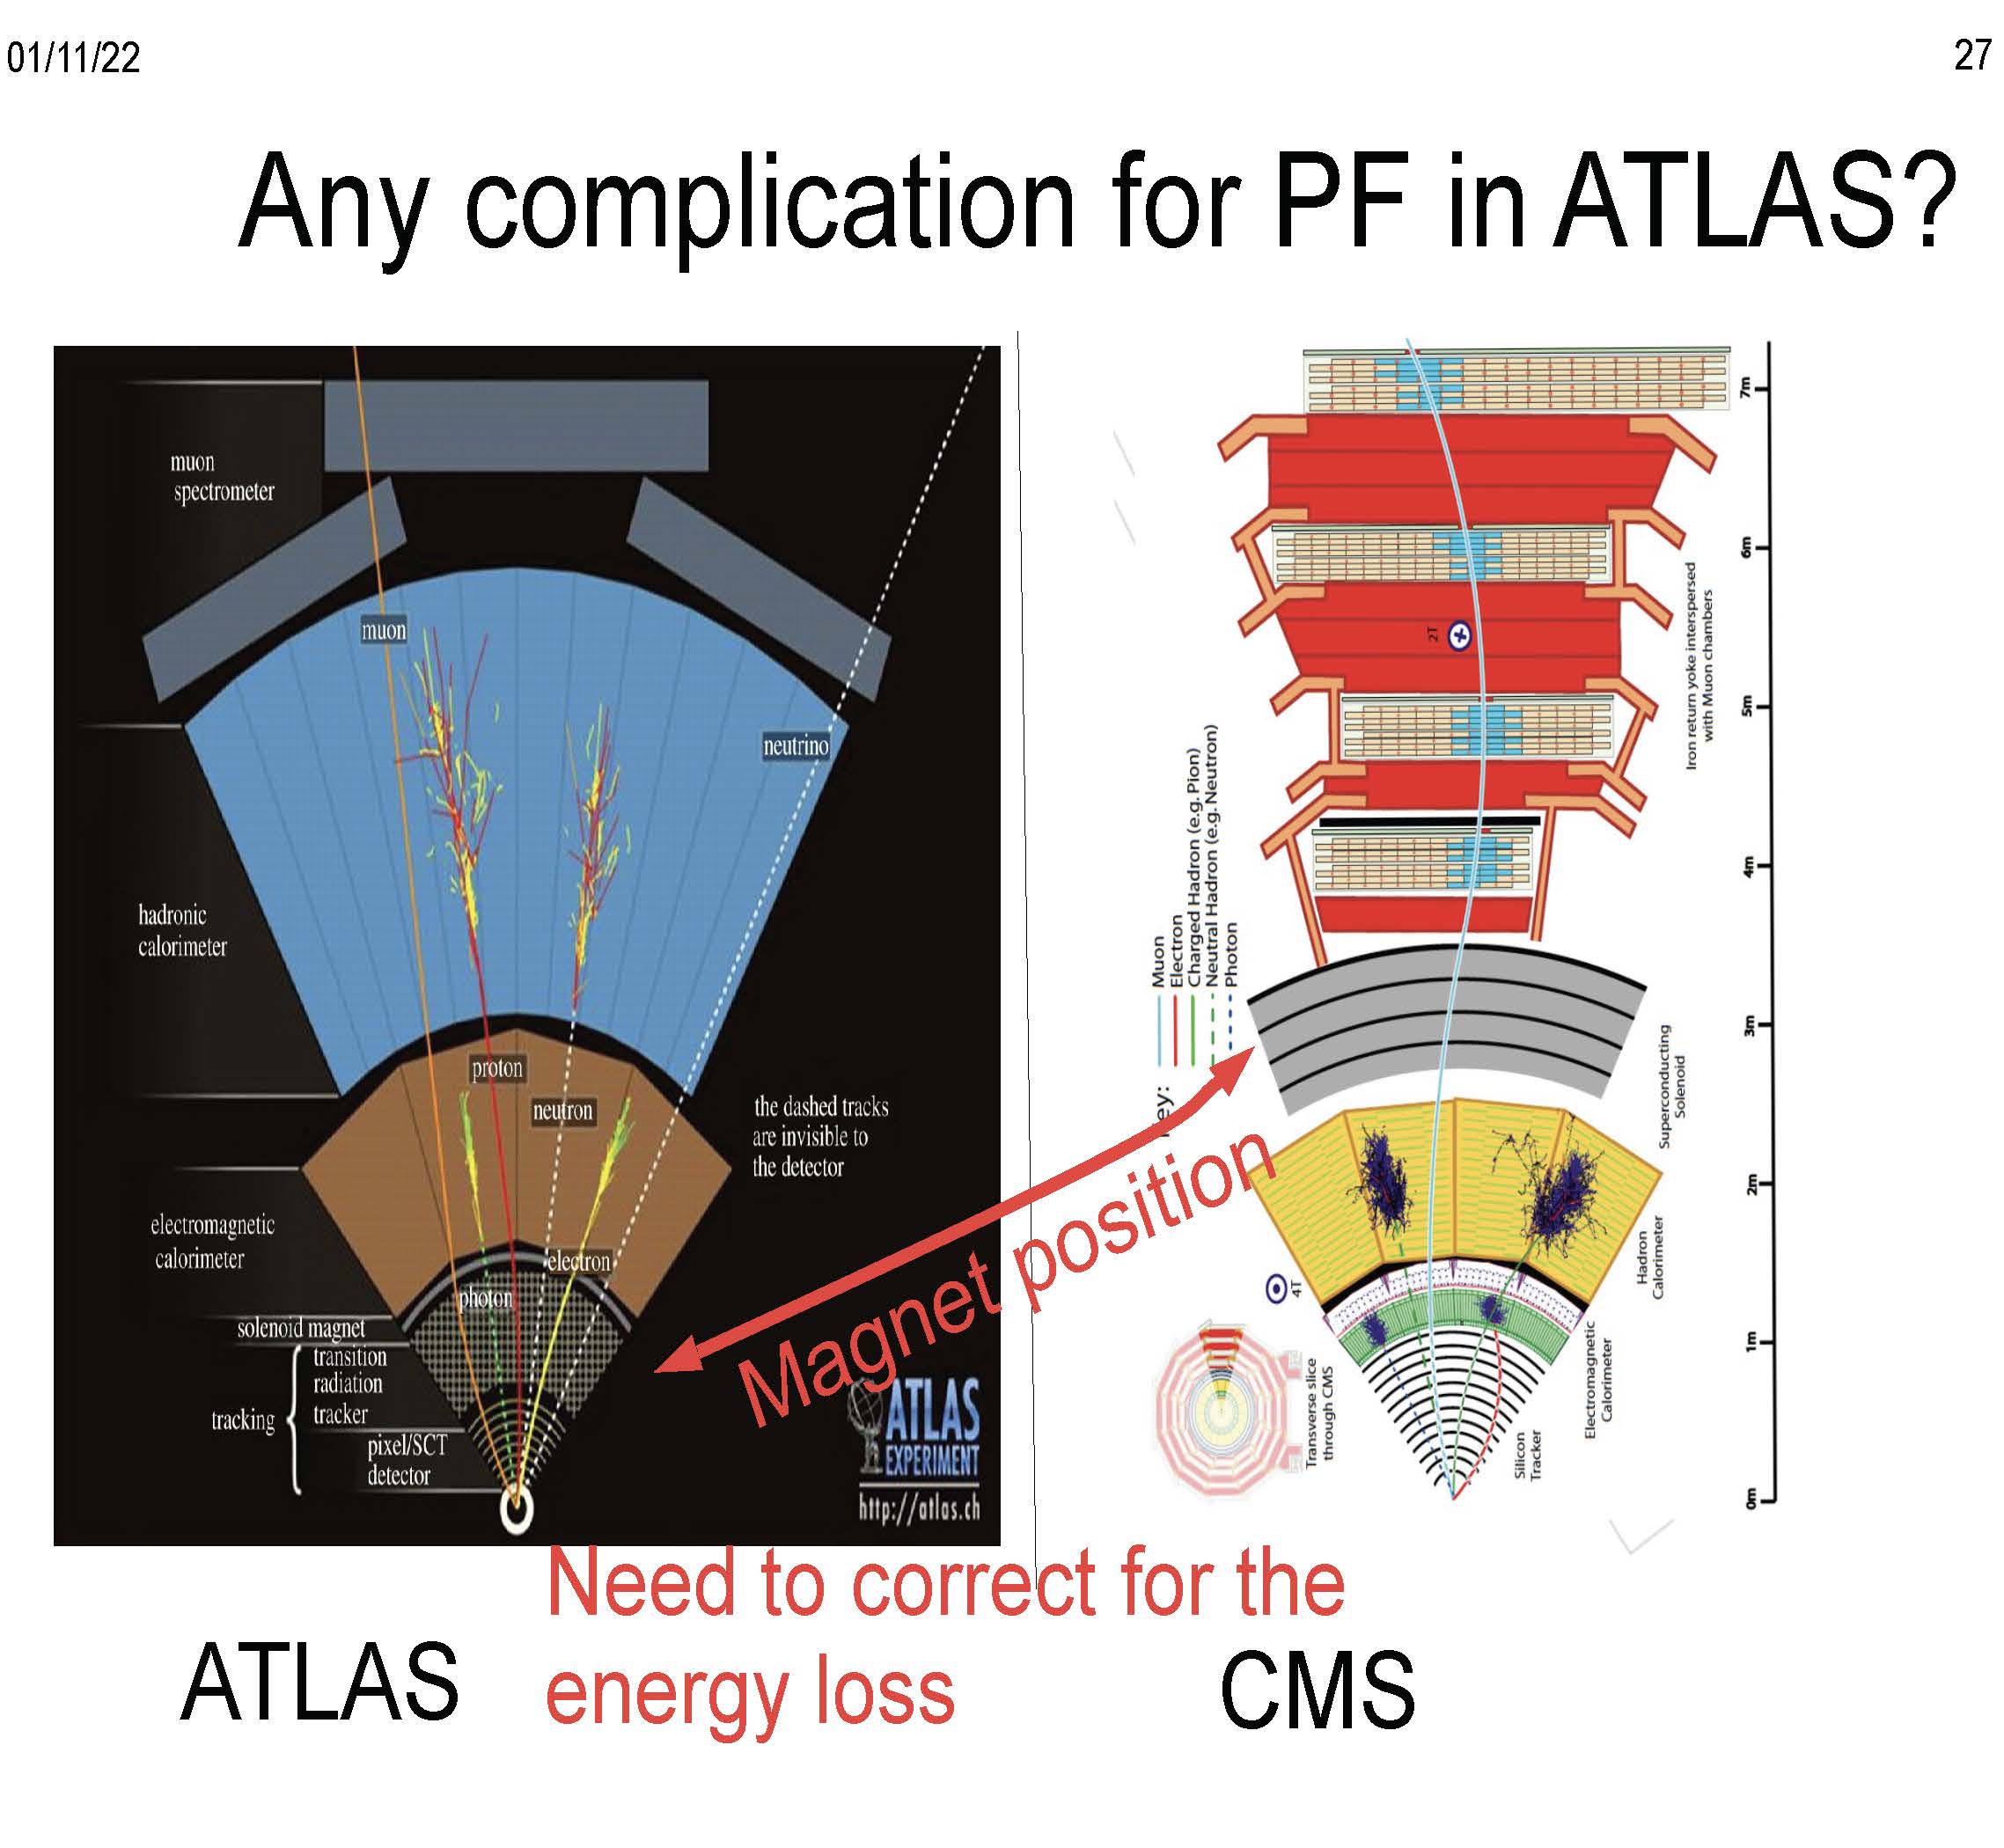 01/11/22
27
Any complication for PF in ATLAS?
muon
spectrometer
muon
neutrino
hadronic
calorimeter
proton
neutron
the dashed tracks
are invisible to
the detector
electromagnetic
calorimeter
electron
photon
solenoid magnet
transition
radiation
tracker
tracking
pixel/SCT
detector
ATLAS
EXPERIMENT
http://atlas.ch
Magnet position
Muon
Electron
Charged Hadron (e.g. Pion)
Neutral Hadron (e.g. Neutron)
Photon
2T
4T
Transverse slice
through CMS
Silicon
Tracker
Electromagnetic
Calorimeter
Hadron
Calorimeter
Superconducting
Solenoid
Iron return yoke interspersed
with Muon chambers
7m
6m
5m
4m
3m
2m
1m
0m
Need to correct for the
energy loss
ATLAS
CMS